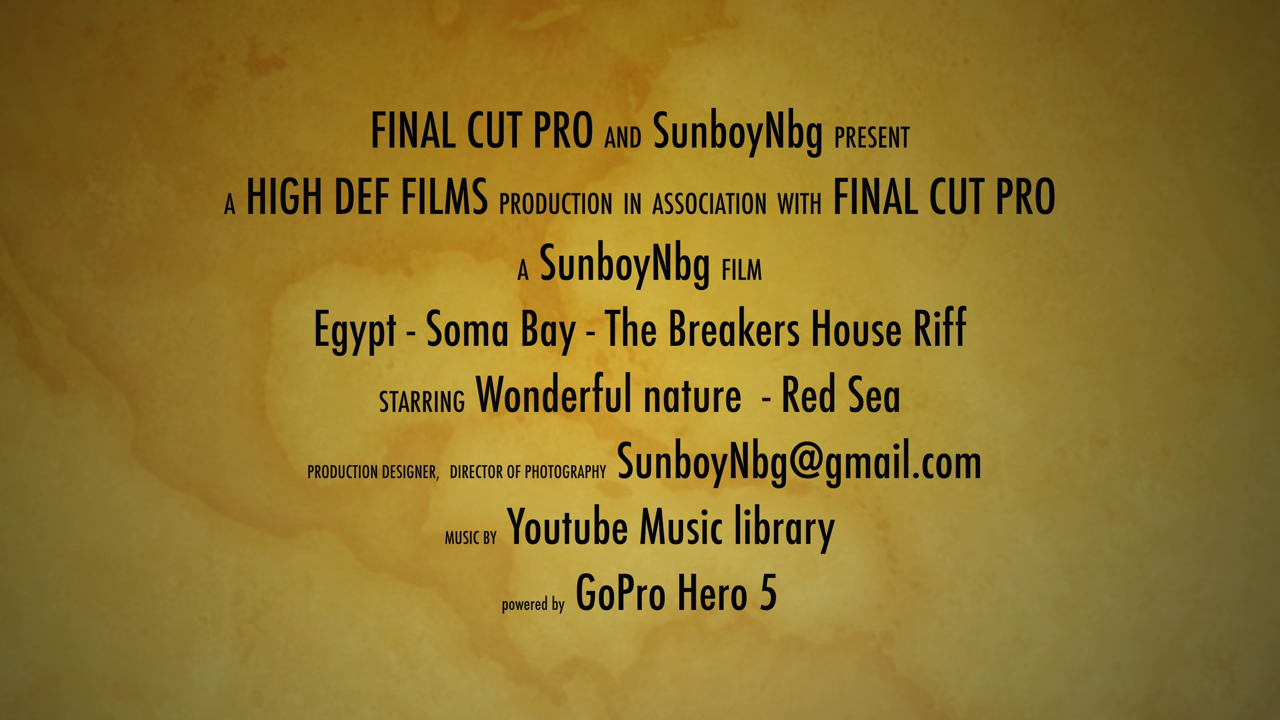 FINAL CUT PRO AND SunboyNbg PRESENT
A HIGH DEF FILMS PRODUCTION IN ASSOCIATION WITH FINAL CUT PRO
A SunboyNbg FILM
Egypt - Soma Bay - The Breakers House Riff
STARRING Wonderful nature - Red Sea
PRODUCTION DESIGNER, DIRECTOR OF PHOTOGRAPHY SunboyNbg@gmail.com
MUSIC BY Youtube Music library
powered by GoPro Hero 5